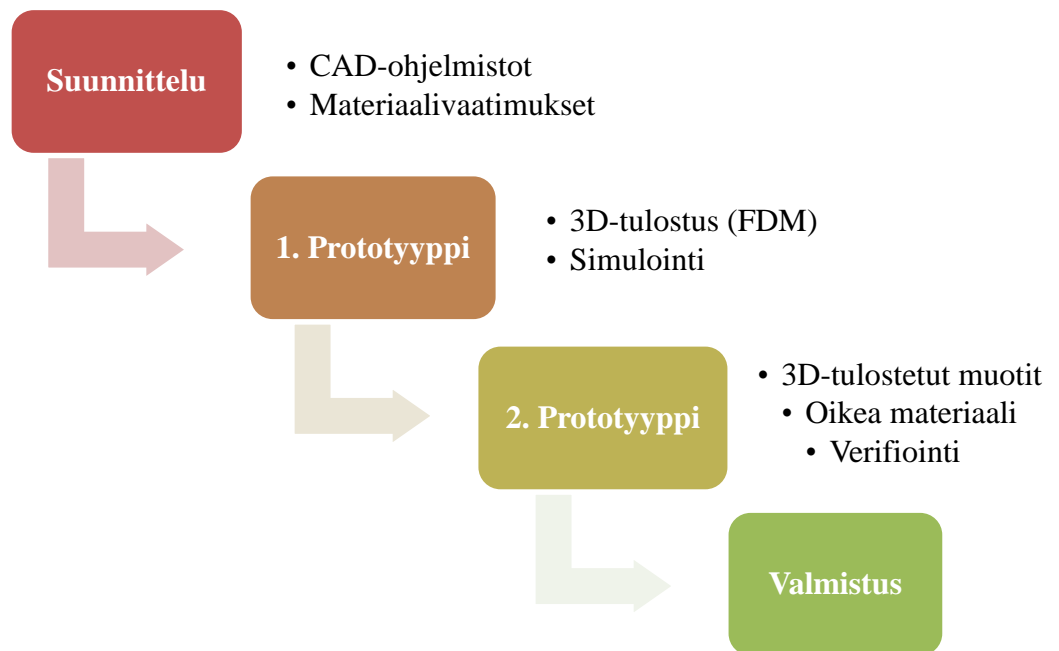 Suunnittelu
• CAD-ohjelmistot
• Materiaalivaatimukset
1. Prototyyppi
• 3D-tulostus (FDM)
• Simulointi
2. Prototyyppi
• 3D-tulostetut muotit
• Oikea materiaali
• Verifiointi
Valmistus